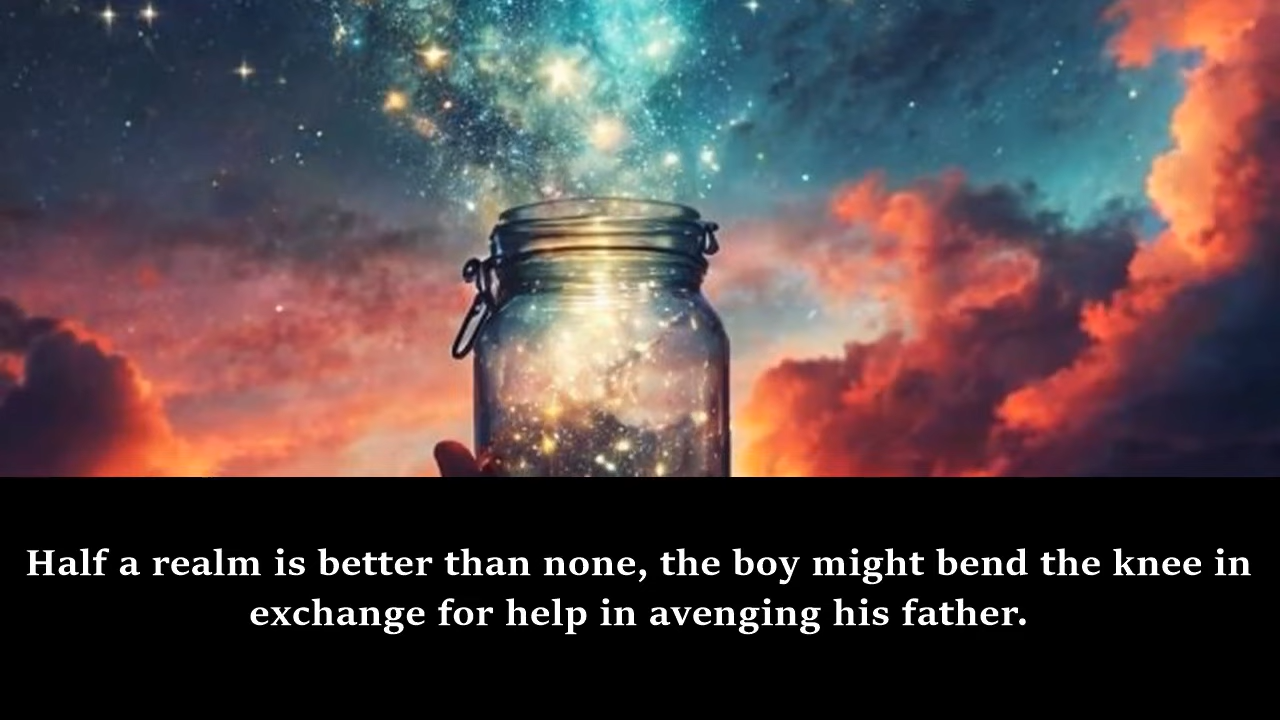 Half a realm is better than none, the boy might bend the knee in
exchange for help in avenging his father.